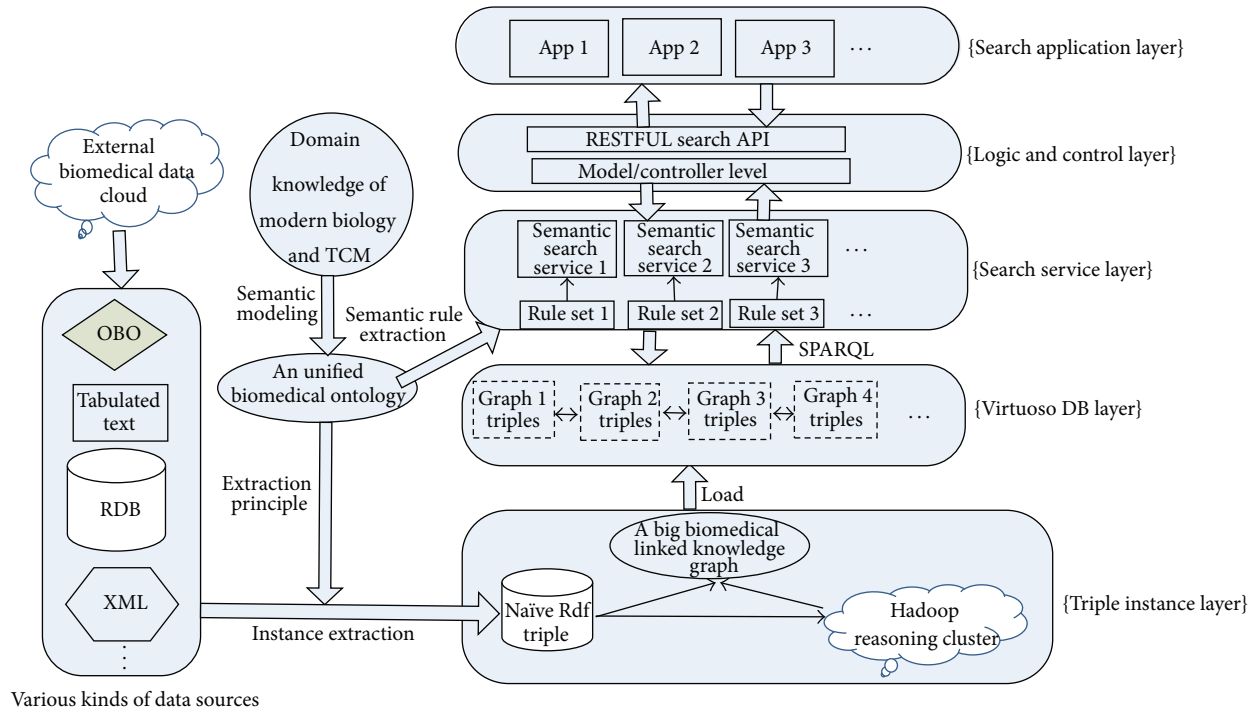 App 1
App 2
App 3
...
{Search application layer}
RESTFUL search API
Model/controller level
{Logic and control layer}
External
biomedical data
cloud
Domain
knowledge of
modern biology
and TCM
Semantic
search
service 1
Semantic
search
service 2
Semantic
search
service 3
...
Rule set 1
Rule set 2
Rule set 3
...
{Search service layer}
Semantic
modeling
Semantic rule
extraction
SPARQL
OBO
Tabulated
text
RDB
XML
...
Various kinds of data sources
An unified
biomedical ontology
Graph 1
triples
Graph 2
triples
Graph 3
triples
Graph 4
triples
...
{Virtuoso DB layer}
Extraction
principle
Load
A big biomedical
linked knowledge
graph
Naïve Rdf
triple
Hadoop
reasoning cluster
{Triple instance layer}
Instance extraction